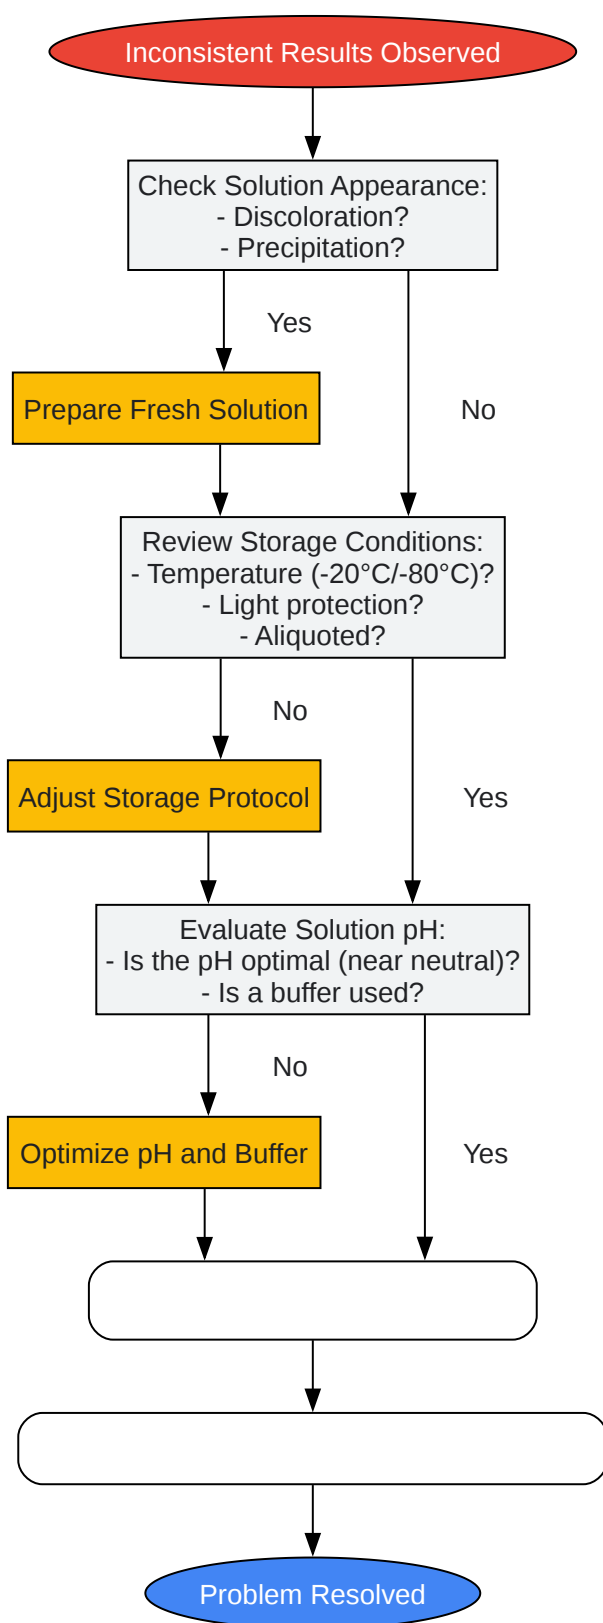 Inconsistent Results Observed
Check Solution Appearance:
- Discoloration?
- Precipitation?
Yes
Prepare Fresh Solution
No
Review Storage Conditions:
- Temperature (-20°C/-80°C)?
- Light protection?
- Aliquoted?
No
Adjust Storage Protocol
Yes
Evaluate Solution pH:
- Is the pH optimal (near neutral)?
- Is a buffer used?
No
Optimize pH and Buffer
Yes
Problem Resolved